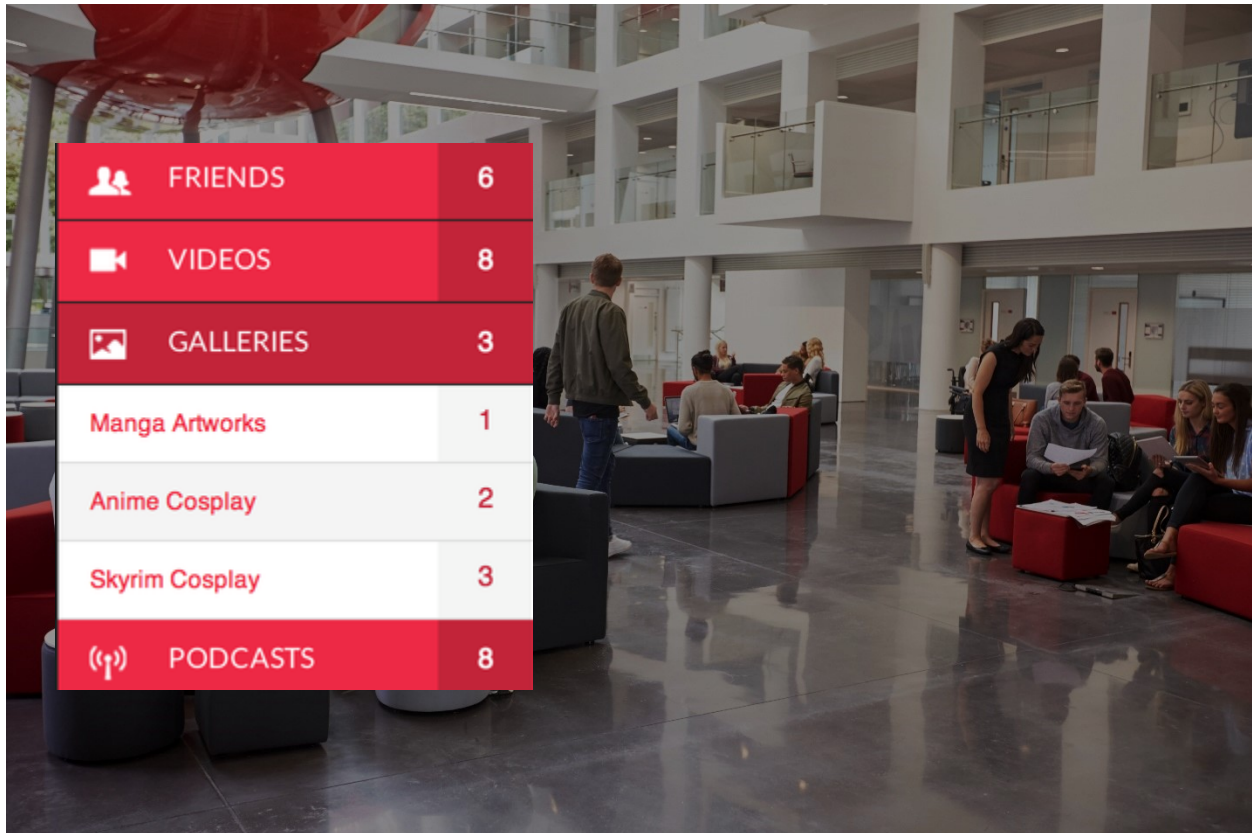 FRIENDS 6
VIDEOS 8
GALLERIES 3
Manga Artworks 1
Anime Cosplay 2
Skyrim Cosplay 3
PODCASTS 8